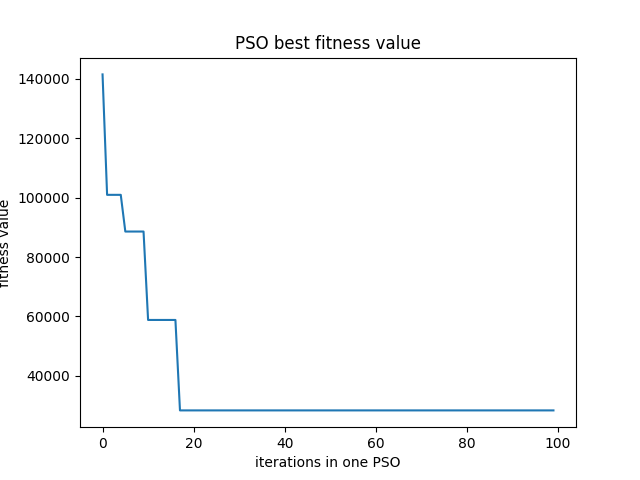 PSO best fitness value
140000
120000
100000
80000
60000
40000
fitness value
0 20 40 60 80 100
iterations in one PSO